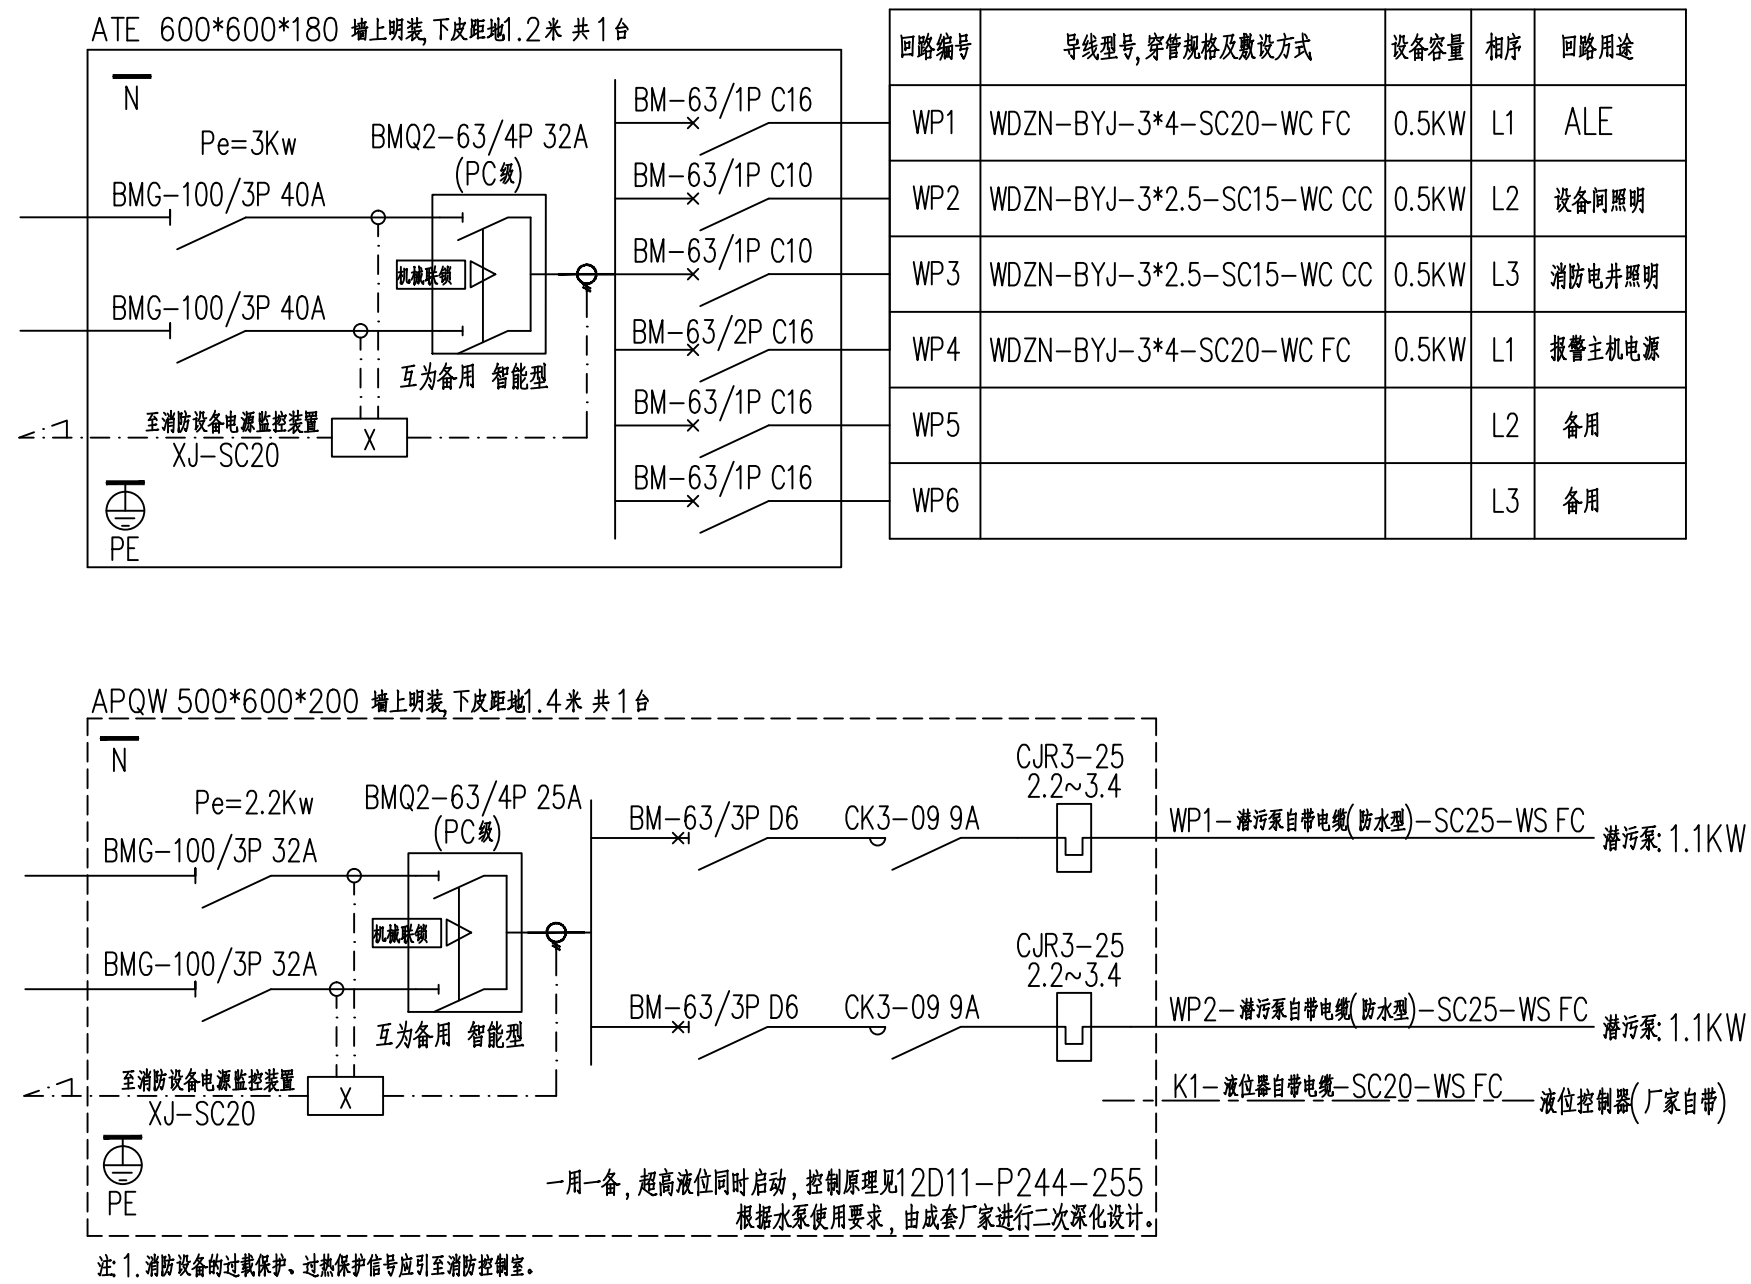 ATE 600*600*180 墙上明装,下皮距地1.2米 共1台
N
Pe=3Kw
BMG-100/3P 40A
BMG-100/3P 40A
BMQ2-63/4P 32A
(PC级)
机械联锁
互为备用 智能型
至消防设备电源监控装置
XJ-SC20
X
PE
BM-63/1P C16
BM-63/1P C10
BM-63/1P C10
BM-63/2P C16
BM-63/1P C16
BM-63/1P C16
回路编号 导线型号,穿管规格及敷设方式 设备容量 相序 回路用途
WP1 WDZN-BYJ-3*4-SC20-WC FC 0.5KW L1 ALE
WP2 WDZN-BYJ-3*2.5-SC15-WC CC 0.5KW L2 设备间照明
WP3 WDZN-BYJ-3*2.5-SC15-WC CC 0.5KW L3 消防电井照明
WP4 WDZN-BYJ-3*4-SC20-WC FC 0.5KW L1 报警主机电源
WP5 L2 备用
WP6 L3 备用
APQW 500*600*200 墙上明装,下皮距地1.4米 共1台
N
Pe=2.2Kw
BMG-100/3P 32A
BMG-100/3P 32A
BMQ2-63/4P 25A
(PC级)
机械联锁
互为备用 智能型
至消防设备电源监控装置
XJ-SC20
X
PE
BM-63/3P D6 CK3-09 9A
CJR3-25
2.2~3.4
WP1-潜污泵自带电缆(防水型)-SC25-WS FC
潜污泵:1.1KW
BM-63/3P D6 CK3-09 9A
CJR3-25
2.2~3.4
WP2-潜污泵自带电缆(防水型)-SC25-WS FC
潜污泵:1.1KW
K1-液位器自带电缆-SC20-WS FC
液位控制器(厂家自带)
一用一备,超高液位同时启动,控制原理见12D11-P244-255
根据水泵使用要求,由成套厂家进行二次深化设计。
注:1.消防设备的过载保护、过热保护信号应引至消防控制室。